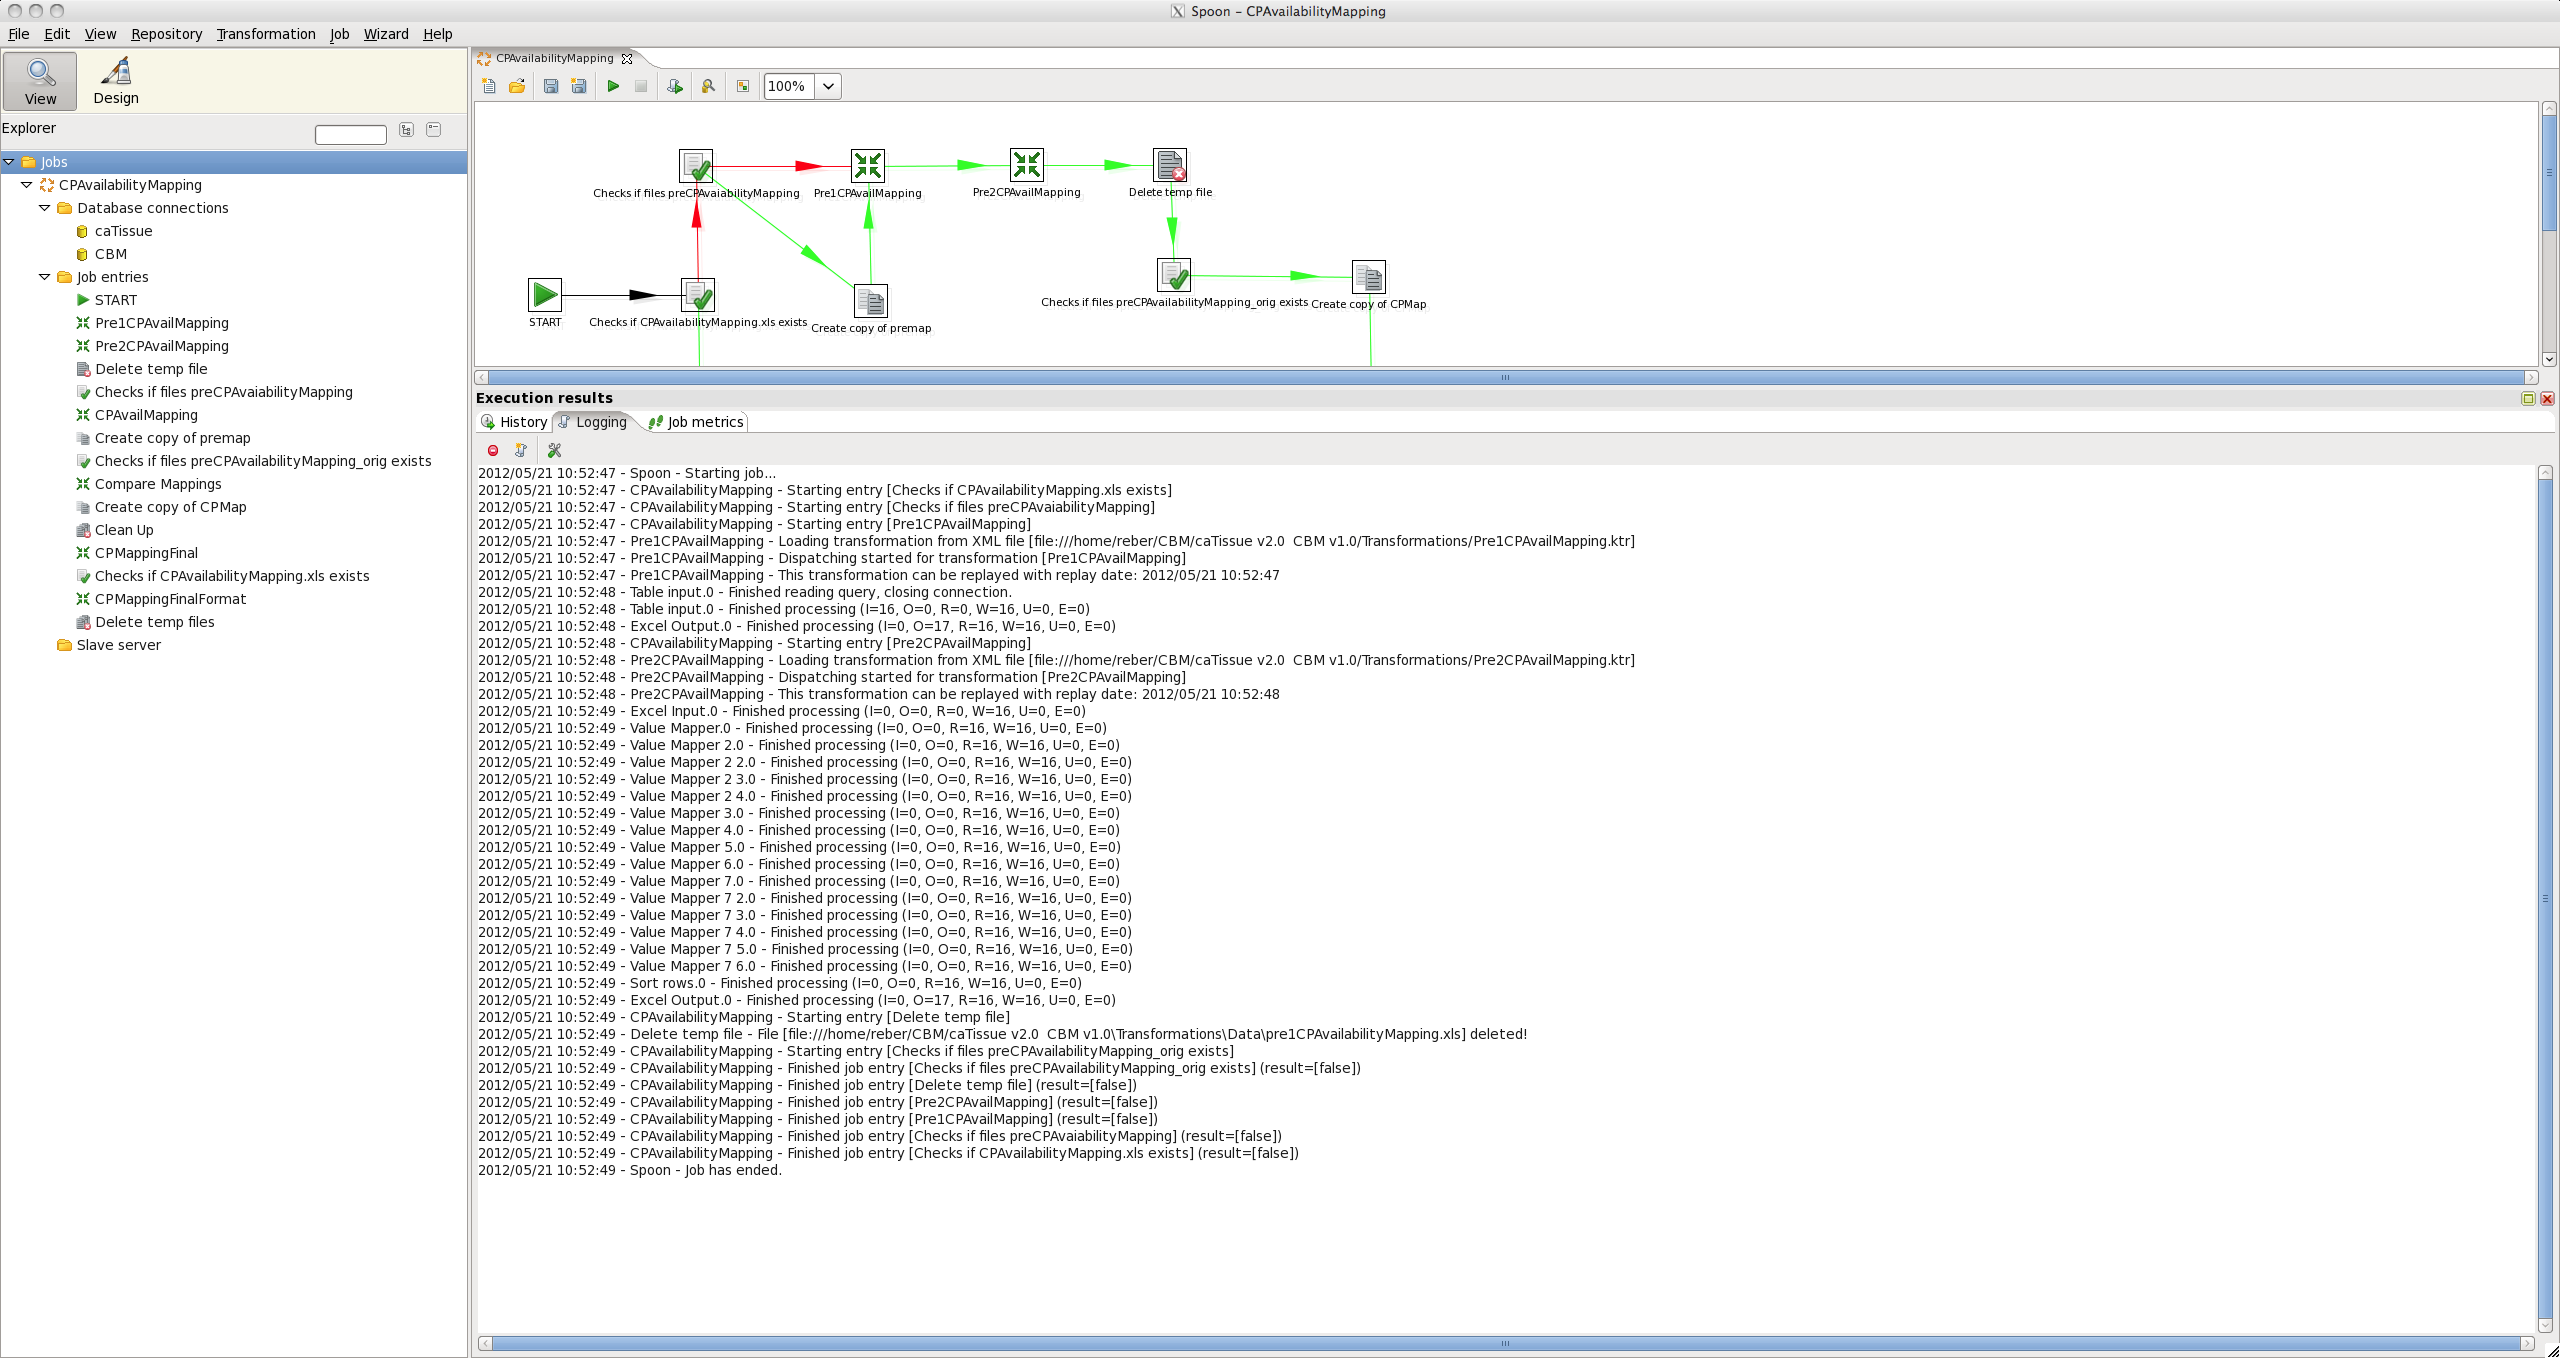 Spoon – CPAvailabilityMapping
File Edit View Repository Transformation Job Wizard Help
View
Design
Explorer
Jobs
CPAvailabilityMapping
Database connections
caTissue
CBM
Job entries
START
Pre1CPAvailMapping
Pre2CPAvailMapping
Delete temp file
Checks if files preCPAvaiabilityMapping
CPAvailMapping
Create copy of premap
Checks if files preCPAvailabilityMapping_orig exists
Compare Mappings
Create copy of CPMap
Clean Up
CPMappingFinal
Checks if CPAvailabilityMapping.xls exists
CPMappingFinalFormat
Delete temp files
Slave server
CPAvailabilityMapping
100%
Checks if files preCPAvaiabilityMapping
Pre1CPAvailMapping
Pre2CPAvailMapping
Delete temp file
Checks if files preCPAvailabilityMapping_orig exists
Create copy of CPMap
START
Checks if CPAvailabilityMapping.xls exists
Create copy of premap
Execution results
History
Logging
Job metrics
2012/05/21 10:52:47 - Spoon - Starting job...
2012/05/21 10:52:47 - CPAvailabilityMapping - Starting entry [Checks if CPAvailabilityMapping.xls exists]
2012/05/21 10:52:47 - CPAvailabilityMapping - Starting entry [Checks if files preCPAvaiabilityMapping]
2012/05/21 10:52:47 - CPAvailabilityMapping - Starting entry [Pre1CPAvailMapping]
2012/05/21 10:52:47 - Pre1CPAvailMapping - Loading transformation from XML file [file:///home/reber/CBM/caTissue v2.0  CBM v1.0/Transformations/Pre1CPAvailMapping.ktr]
2012/05/21 10:52:47 - Pre1CPAvailMapping - Dispatching started for transformation [Pre1CPAvailMapping]
2012/05/21 10:52:47 - Pre1CPAvailMapping - This transformation can be replayed with replay date: 2012/05/21 10:52:47
2012/05/21 10:52:48 - Table input.0 - Finished reading query, closing connection.
2012/05/21 10:52:48 - Table input.0 - Finished processing (I=16, O=0, R=0, W=16, U=0, E=0)
2012/05/21 10:52:48 - Excel Output.0 - Finished processing (I=0, O=17, R=16, W=16, U=0, E=0)
2012/05/21 10:52:48 - CPAvailabilityMapping - Starting entry [Pre2CPAvailMapping]
2012/05/21 10:52:48 - Pre2CPAvailMapping - Loading transformation from XML file [file:///home/reber/CBM/caTissue v2.0  CBM v1.0/Transformations/Pre2CPAvailMapping.ktr]
2012/05/21 10:52:48 - Pre2CPAvailMapping - Dispatching started for transformation [Pre2CPAvailMapping]
2012/05/21 10:52:48 - Pre2CPAvailMapping - This transformation can be replayed with replay date: 2012/05/21 10:52:48
2012/05/21 10:52:49 - Excel Input.0 - Finished processing (I=0, O=0, R=0, W=16, U=0, E=0)
2012/05/21 10:52:49 - Value Mapper.0 - Finished processing (I=0, O=0, R=16, W=16, U=0, E=0)
2012/05/21 10:52:49 - Value Mapper 2.0 - Finished processing (I=0, O=0, R=16, W=16, U=0, E=0)
2012/05/21 10:52:49 - Value Mapper 2 2.0 - Finished processing (I=0, O=0, R=16, W=16, U=0, E=0)
2012/05/21 10:52:49 - Value Mapper 2 3.0 - Finished processing (I=0, O=0, R=16, W=16, U=0, E=0)
2012/05/21 10:52:49 - Value Mapper 2 4.0 - Finished processing (I=0, O=0, R=16, W=16, U=0, E=0)
2012/05/21 10:52:49 - Value Mapper 3.0 - Finished processing (I=0, O=0, R=16, W=16, U=0, E=0)
2012/05/21 10:52:49 - Value Mapper 4.0 - Finished processing (I=0, O=0, R=16, W=16, U=0, E=0)
2012/05/21 10:52:49 - Value Mapper 5.0 - Finished processing (I=0, O=0, R=16, W=16, U=0, E=0)
2012/05/21 10:52:49 - Value Mapper 6.0 - Finished processing (I=0, O=0, R=16, W=16, U=0, E=0)
2012/05/21 10:52:49 - Value Mapper 7.0 - Finished processing (I=0, O=0, R=16, W=16, U=0, E=0)
2012/05/21 10:52:49 - Value Mapper 7 2.0 - Finished processing (I=0, O=0, R=16, W=16, U=0, E=0)
2012/05/21 10:52:49 - Value Mapper 7 3.0 - Finished processing (I=0, O=0, R=16, W=16, U=0, E=0)
2012/05/21 10:52:49 - Value Mapper 7 4.0 - Finished processing (I=0, O=0, R=16, W=16, U=0, E=0)
2012/05/21 10:52:49 - Value Mapper 7 5.0 - Finished processing (I=0, O=0, R=16, W=16, U=0, E=0)
2012/05/21 10:52:49 - Value Mapper 7 6.0 - Finished processing (I=0, O=0, R=16, W=16, U=0, E=0)
2012/05/21 10:52:49 - Sort rows.0 - Finished processing (I=0, O=0, R=16, W=16, U=0, E=0)
2012/05/21 10:52:49 - Excel Output.0 - Finished processing (I=0, O=17, R=16, W=16, U=0, E=0)
2012/05/21 10:52:49 - CPAvailabilityMapping - Starting entry [Delete temp file]
2012/05/21 10:52:49 - Delete temp file - File [file:///home/reber/CBM/caTissue v2.0  CBM v1.0\Transformations\Data\pre1CPAvailabilityMapping.xls] deleted!
2012/05/21 10:52:49 - CPAvailabilityMapping - Starting entry [Checks if files preCPAvailabilityMapping_orig exists]
2012/05/21 10:52:49 - CPAvailabilityMapping - Finished job entry [Checks if files preCPAvailabilityMapping_orig exists] (result=[false])
2012/05/21 10:52:49 - CPAvailabilityMapping - Finished job entry [Delete temp file] (result=[false])
2012/05/21 10:52:49 - CPAvailabilityMapping - Finished job entry [Pre2CPAvailMapping] (result=[false])
2012/05/21 10:52:49 - CPAvailabilityMapping - Finished job entry [Pre1CPAvailMapping] (result=[false])
2012/05/21 10:52:49 - CPAvailabilityMapping - Finished job entry [Checks if files preCPAvaiabilityMapping] (result=[false])
2012/05/21 10:52:49 - CPAvailabilityMapping - Finished job entry [Checks if CPAvailabilityMapping.xls exists] (result=[false])
2012/05/21 10:52:49 - Spoon - Job has ended.